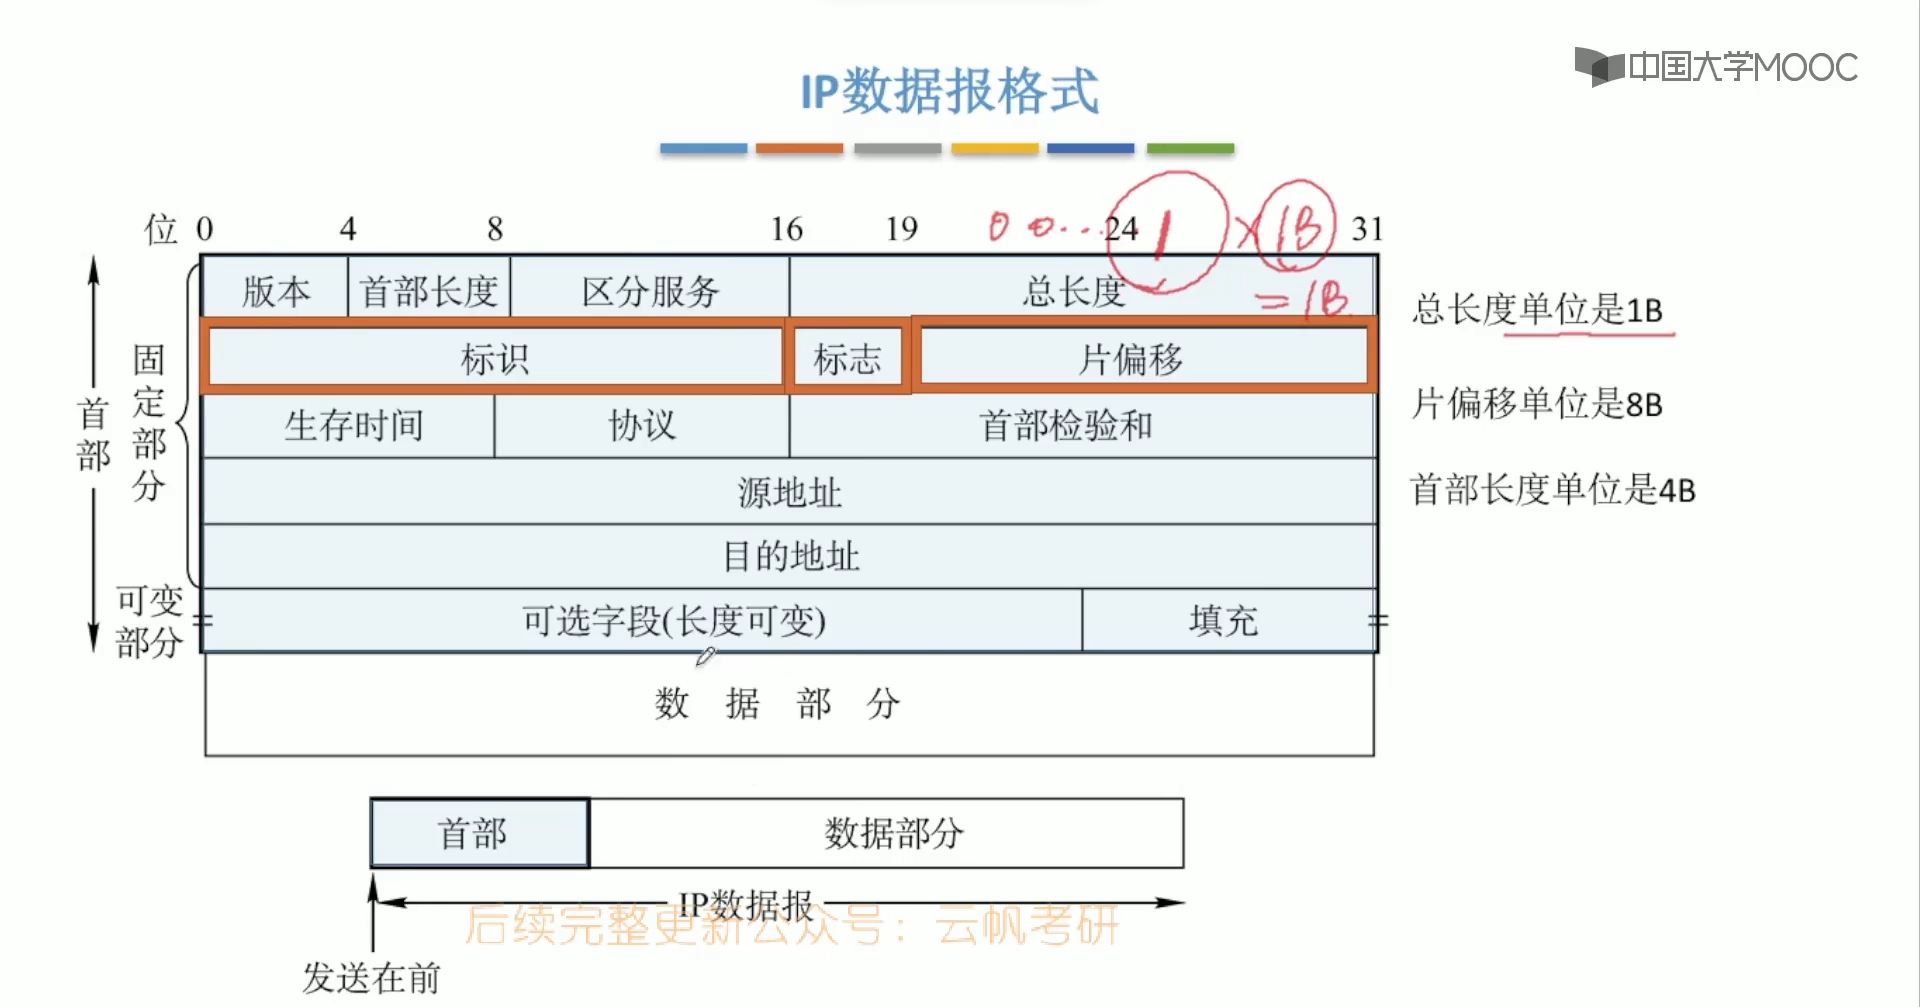 中国大学MOOC
IP数据报格式
位 0 4 8 16 19 24 31
0 0... 1 × 1B
= 1B
版本 首部长度 区分服务 总长度
总长度单位是1B
标识 标志 片偏移
片偏移单位是8B
生存时间 协议 首部检验和
首部
固定部分
源地址
首部长度单位是4B
目的地址
可变部分
可选字段(长度可变) 填充
数据部分
首部 数据部分
IP数据报
后续完整更新公众号：云帆考研
发送在前